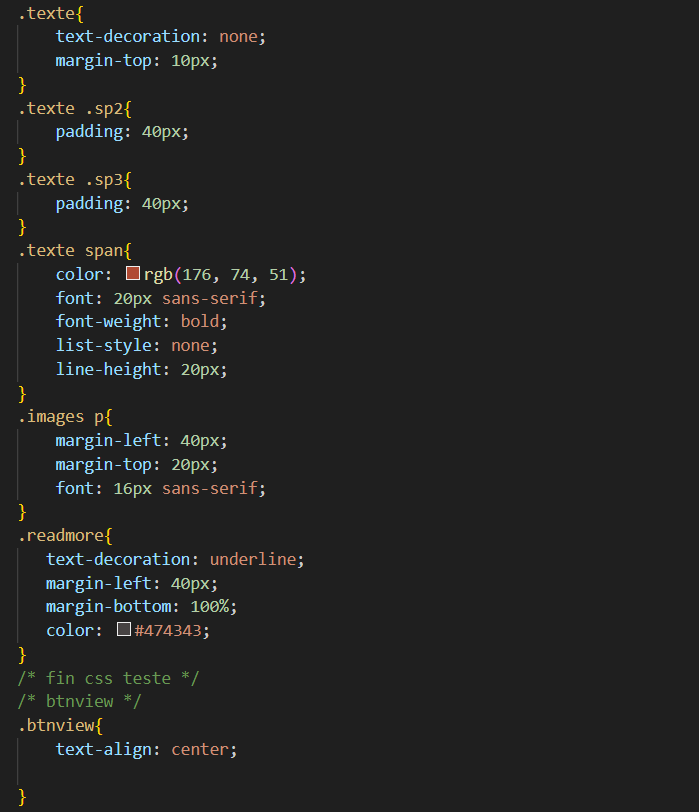 .texte{
    text-decoration: none;
    margin-top: 10px;
}
.texte .sp2{
    padding: 40px;
}
.texte .sp3{
    padding: 40px;
}
.texte span{
    color: rgb(176, 74, 51);
    font: 20px sans-serif;
    font-weight: bold;
    list-style: none;
    line-height: 20px;
}
.images p{
    margin-left: 40px;
    margin-top: 20px;
    font: 16px sans-serif;
}
.readmore{
   text-decoration: underline;
   margin-left: 40px;
   margin-bottom: 100%;
   color: #474343;
}
/* fin css teste */
/* btnview */
.btnview{
    text-align: center;

}